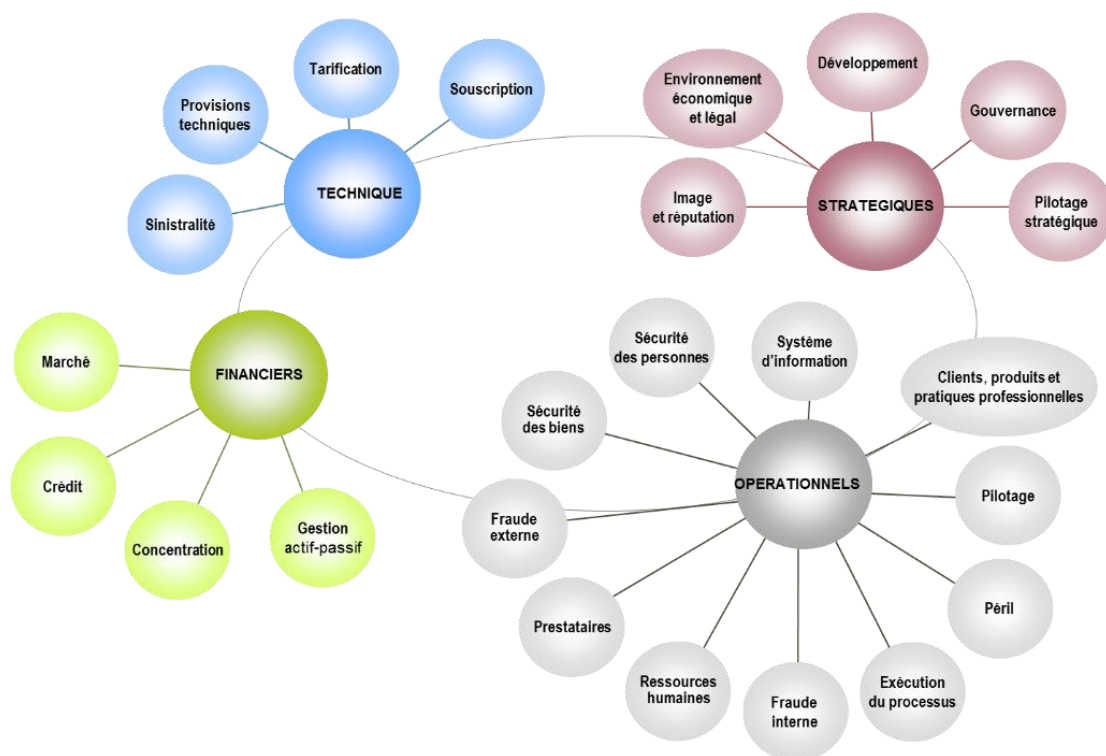 Tarification
Souscription
Provisions
techniques
TECHNIQUE
Sinistralité
Environnement
économique
et légal
Développement
Gouvernance
Image
et réputation
STRATEGIQUES
Pilotage
stratégique
Marché
FINANCIERS
Crédit
Concentration
Gestion
actif-passif
Sécurité
des personnes
Système
d'information
Clients, produits et
pratiques professionnelles
Sécurité
des biens
OPERATIONNELS
Pilotage
Fraude
externe
Péril
Prestataires
Ressources
humaines
Fraude
interne
Exécution
du processus